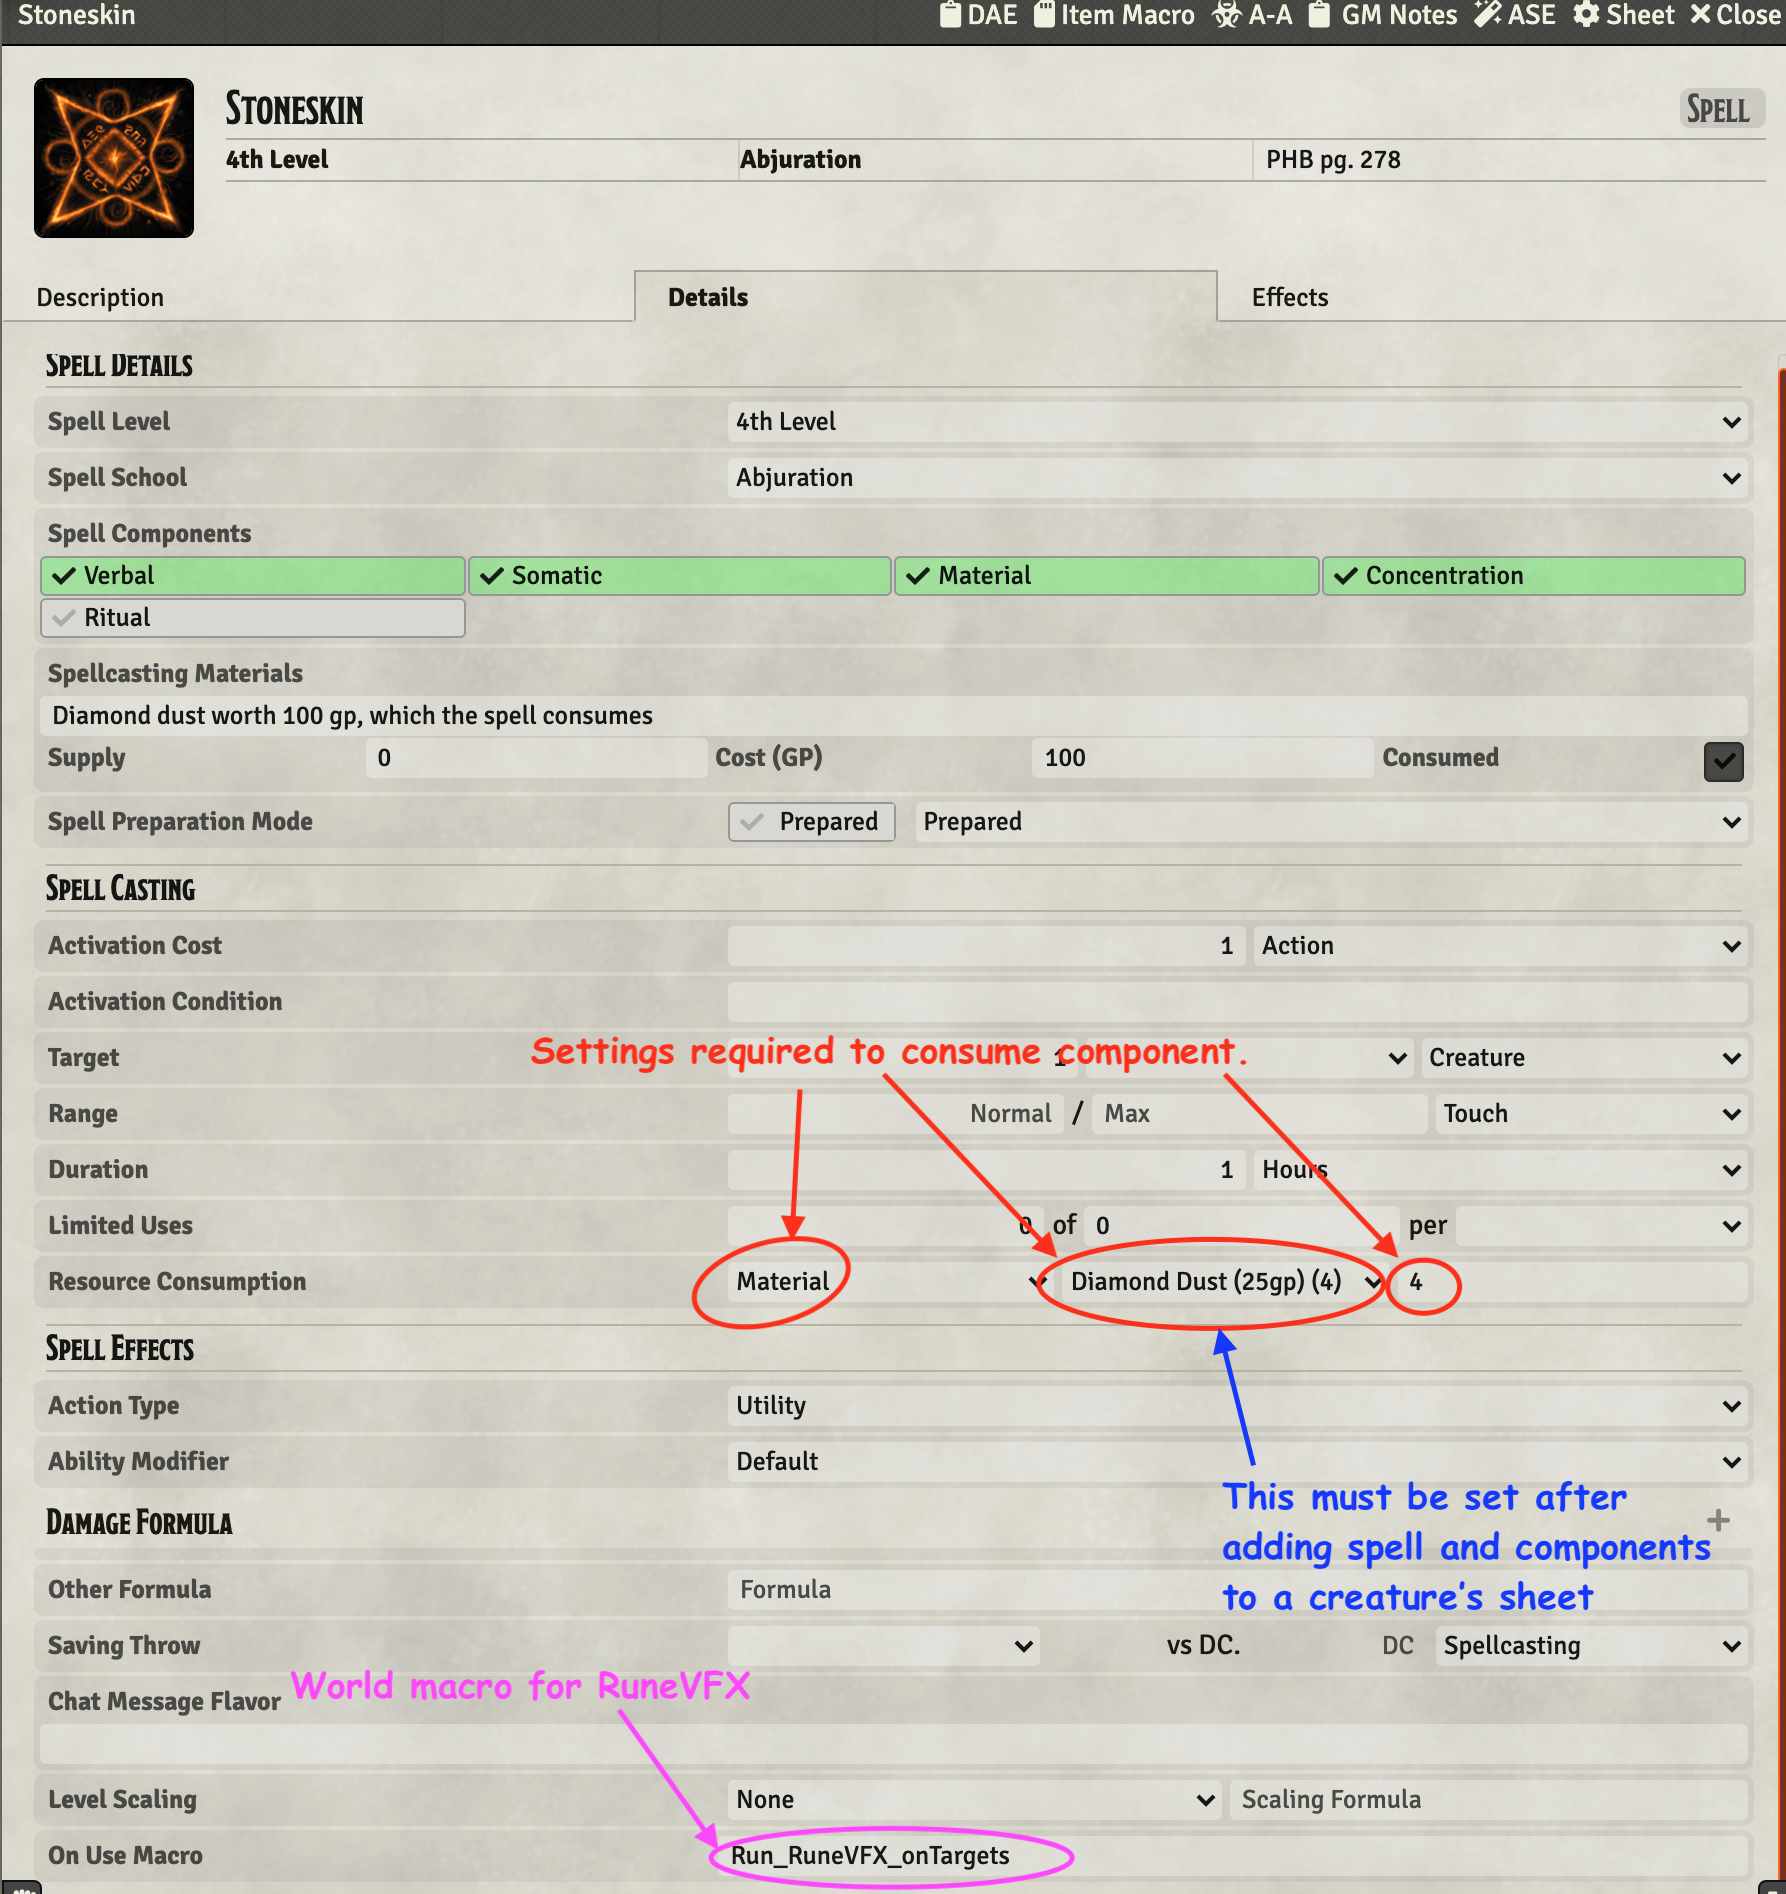 Stoneskin DAE Item Macro A-A GM Notes ASE Sheet Close
Stoneskin Spell
4th Level Abjuration PHB pg. 278
Description Details Effects
Spell Details
Spell Level 4th Level
Spell School Abjuration
Spell Components
Verbal Somatic Material Concentration
Ritual
Spellcasting Materials
Diamond dust worth 100 gp, which the spell consumes
Supply 0 Cost (GP) 100 Consumed
Spell Preparation Mode Prepared Prepared
Spell Casting
Activation Cost 1 Action
Activation Condition
Settings required to consume component.
Target 1 Creature
Range Normal / Max Touch
Duration 1 Hours
Limited Uses 0 of 0 per
Resource Consumption Material Diamond Dust (25gp) (4) 4
Spell Effects
Action Type Utility
Ability Modifier Default
This must be set after
adding spell and components
to a creature's sheet
Damage Formula
Other Formula Formula
Saving Throw vs DC. DC Spellcasting
World macro for RuneVFX
Chat Message Flavor
Level Scaling None Scaling Formula
On Use Macro Run_RuneVFX_onTargets